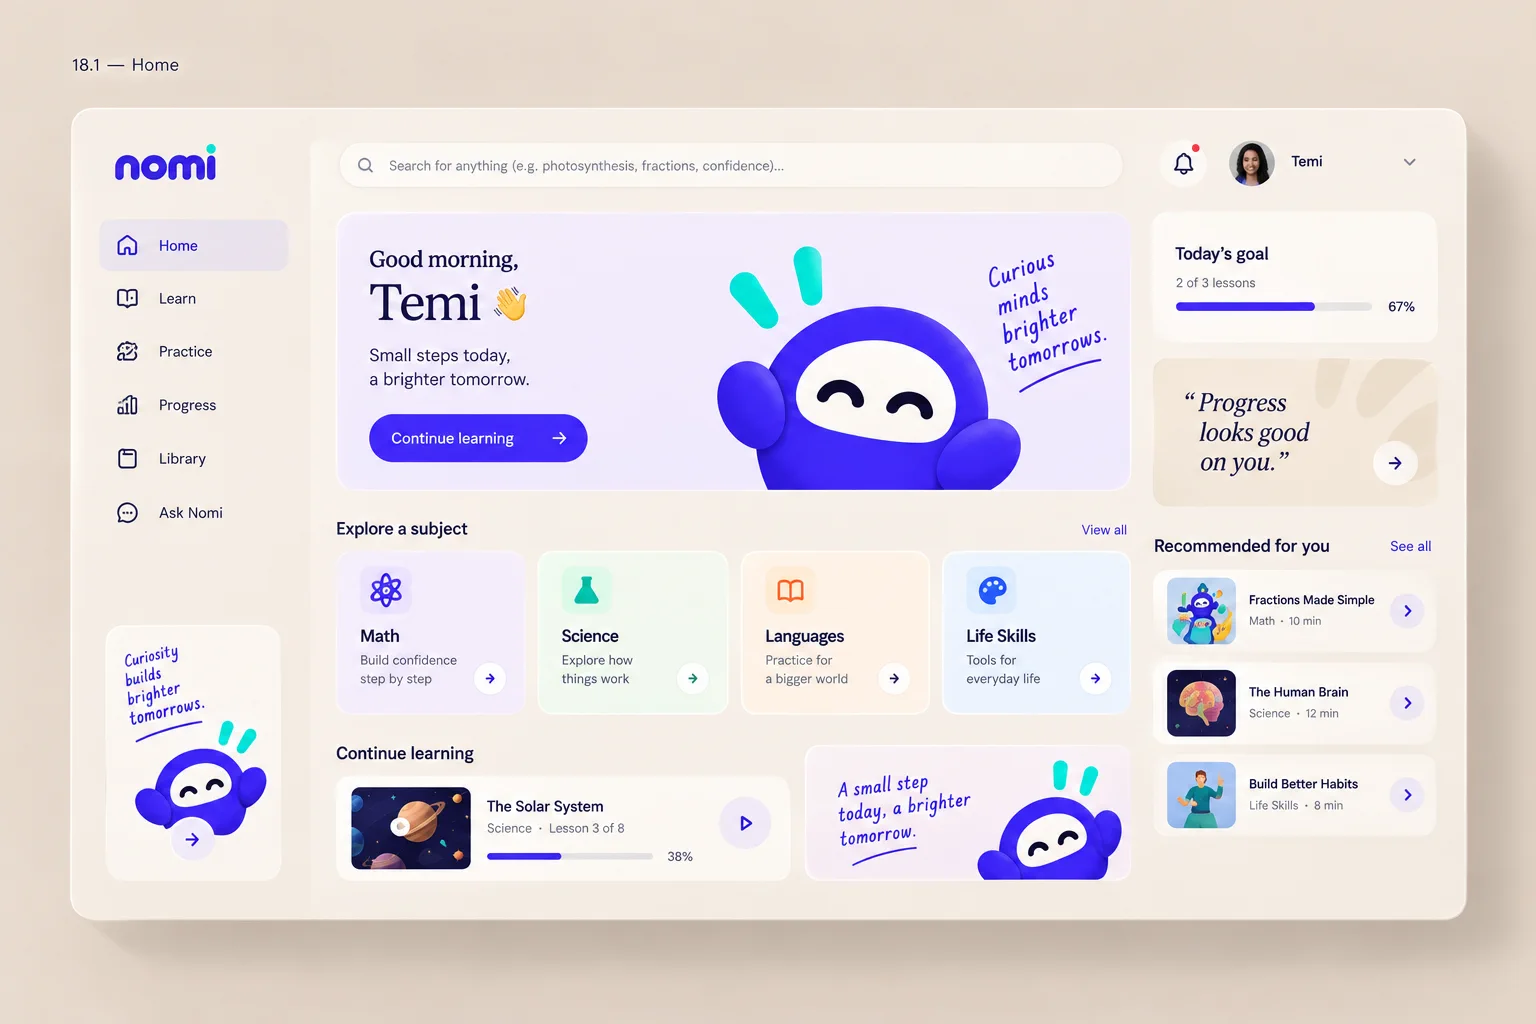 18.1 — Home
nomi
Search for anything (e.g. photosynthesis, fractions, confidence)...
Temi
Home
Learn
Practice
Progress
Library
Ask Nomi
Curiosity
builds
brighter
tomorrows.
Good morning,
Temi 👋
Small steps today,
a brighter tomorrow.
Continue learning
Curious
minds
brighter
tomorrows.
Explore a subject
View all
Math
Build confidence
step by step
Science
Explore how
things work
Languages
Practice for
a bigger world
Life Skills
Tools for
everyday life
Continue learning
The Solar System
Science • Lesson 3 of 8
38%
A small step
today, a brighter
tomorrow.
Today’s goal
2 of 3 lessons
67%
“ Progress
looks good
on you.”
Recommended for you
See all
Fractions Made Simple
Math • 10 min
The Human Brain
Science • 12 min
Build Better Habits
Life Skills • 8 min